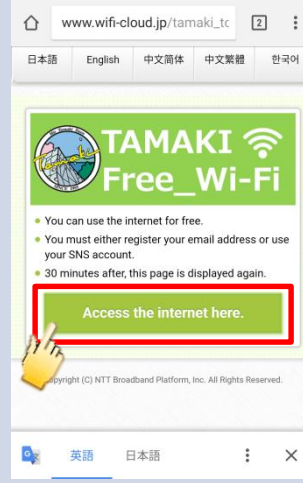 www.wifi-cloud.jp/tamaki_tc
2
日本語 English 中文简体 中文繁體 한국어
Tamaki
TAMAKI
Free_Wi-Fi
You can use the internet for free.
You must either register your email address or use
your SNS account.
30 minutes after, this page is displayed again.
Access the internet here.
pyright (C) NTT Broadband Platform, Inc. All Rights Reserved.
英語 日本語